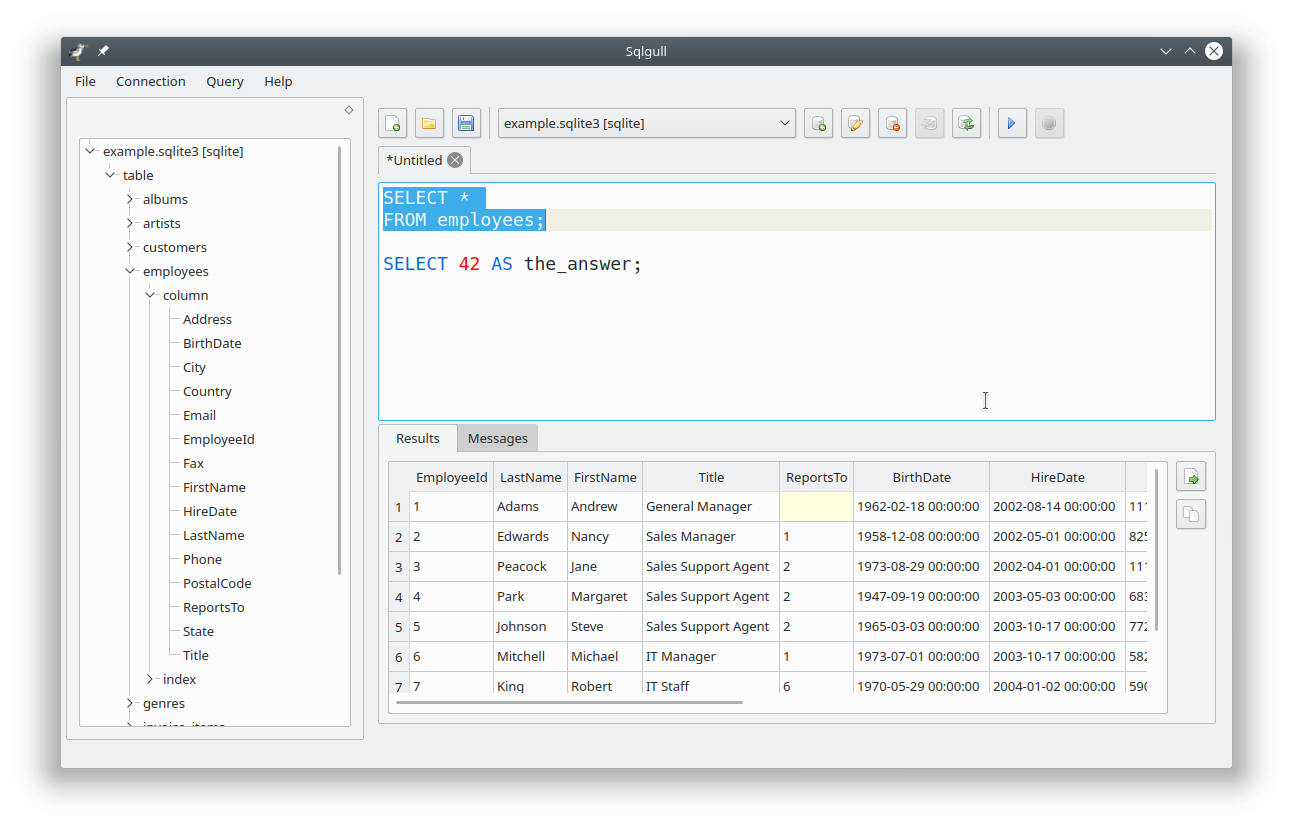 Sqlgull
File Connection Query Help
example.sqlite3 [sqlite]
table
albums
artists
customers
employees
column
Address
BirthDate
City
Country
Email
EmployeeId
Fax
FirstName
HireDate
LastName
Phone
PostalCode
ReportsTo
State
Title
index
genres
example.sqlite3 [sqlite]
*Untitled
SELECT *
FROM employees;
SELECT 42 AS the_answer;
Results Messages
EmployeeId LastName FirstName Title ReportsTo BirthDate HireDate
1 1 Adams Andrew General Manager 1962-02-18 00:00:00 2002-08-14 00:00:00
2 2 Edwards Nancy Sales Manager 1 1958-12-08 00:00:00 2002-05-01 00:00:00 825
3 3 Peacock Jane Sales Support Agent 2 1973-08-29 00:00:00 2002-04-01 00:00:00
4 4 Park Margaret Sales Support Agent 2 1947-09-19 00:00:00 2003-05-03 00:00:00 683
5 5 Johnson Steve Sales Support Agent 2 1965-03-03 00:00:00 2003-10-17 00:00:00 772
6 6 Mitchell Michael IT Manager 1 1973-07-01 00:00:00 2003-10-17 00:00:00 582
7 7 King Robert IT Staff 6 1970-05-29 00:00:00 2004-01-02 00:00:00 590